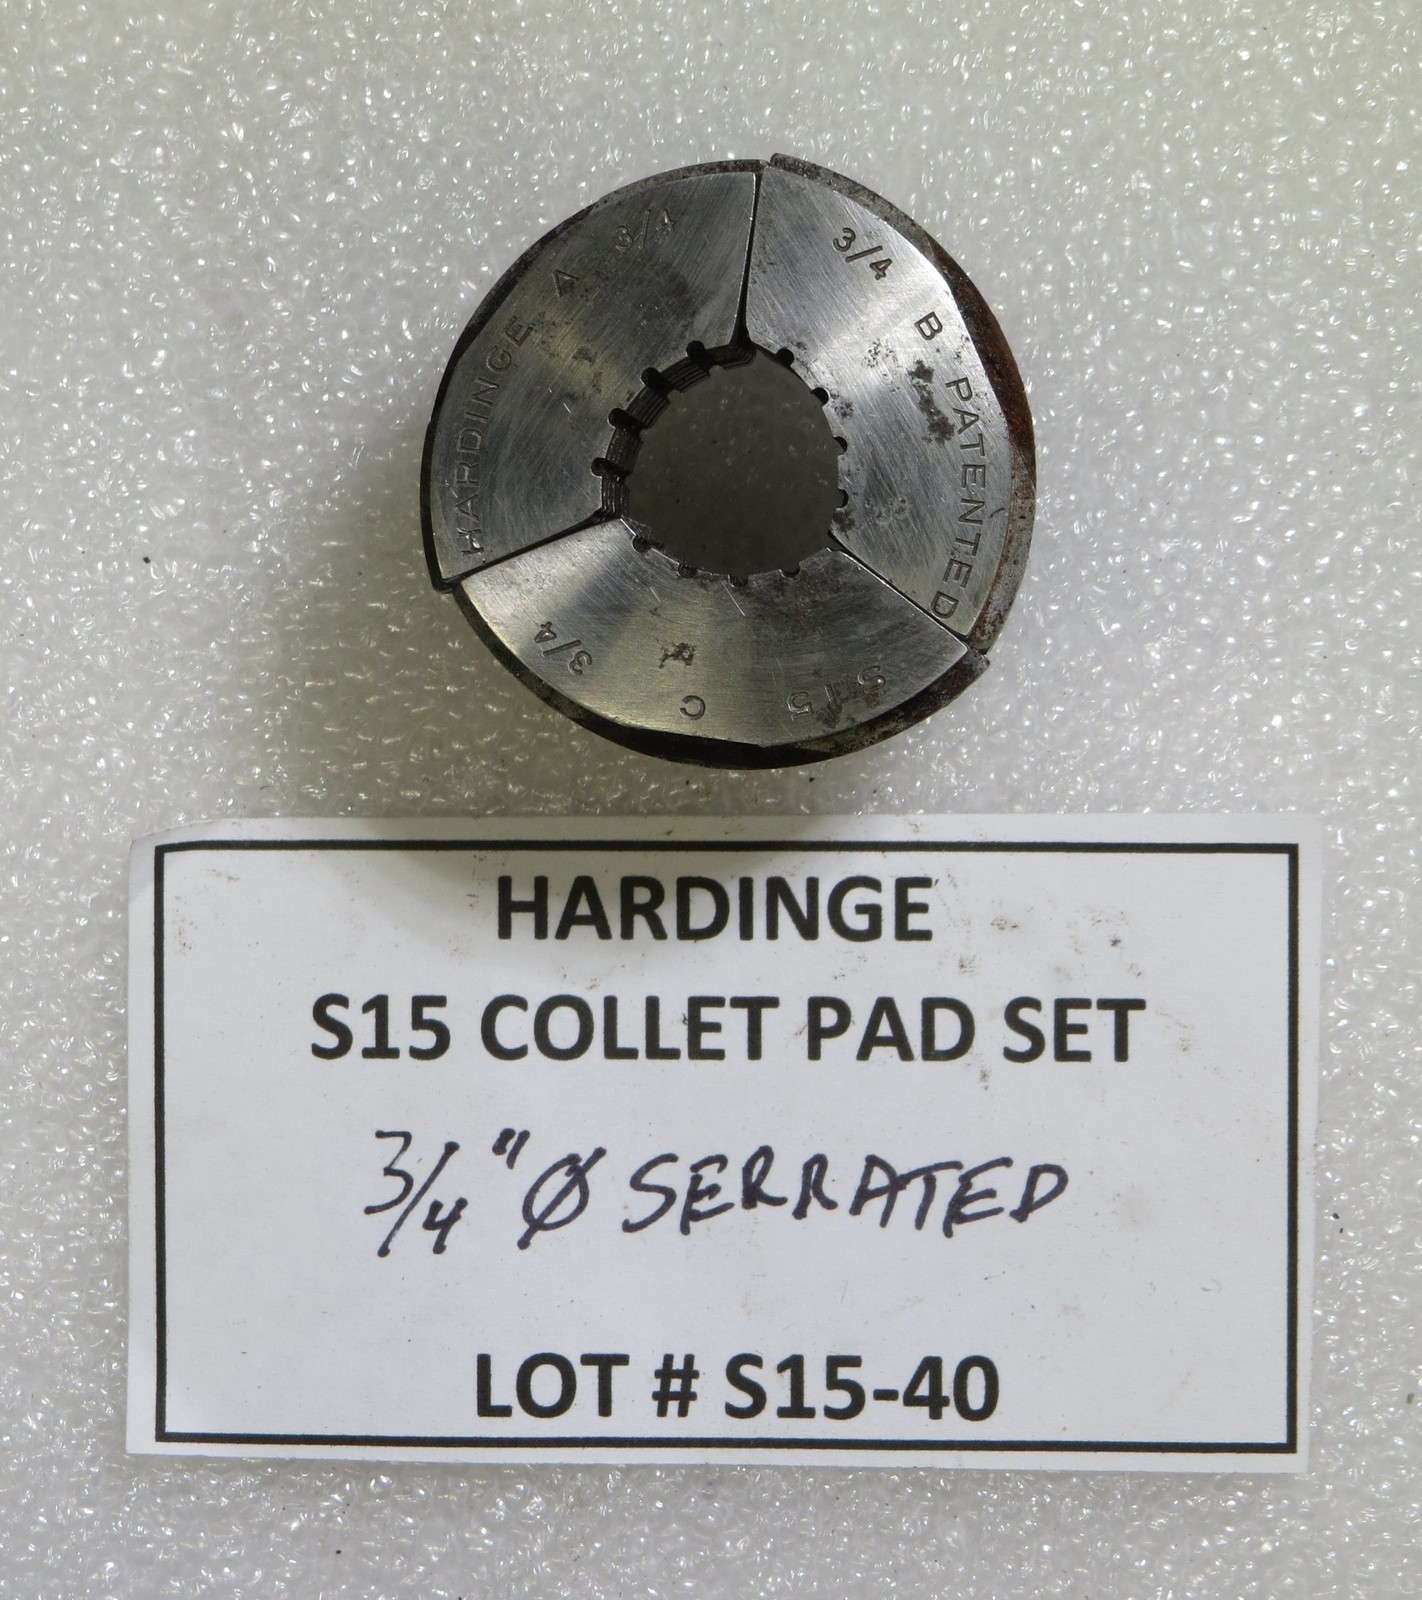 HARDINGE A 3/4
3/4 B PATENTED
S15 C 3/4
HARDINGE
S15 COLLET PAD SET
3/4" Ø SERRATED
LOT # S15-40